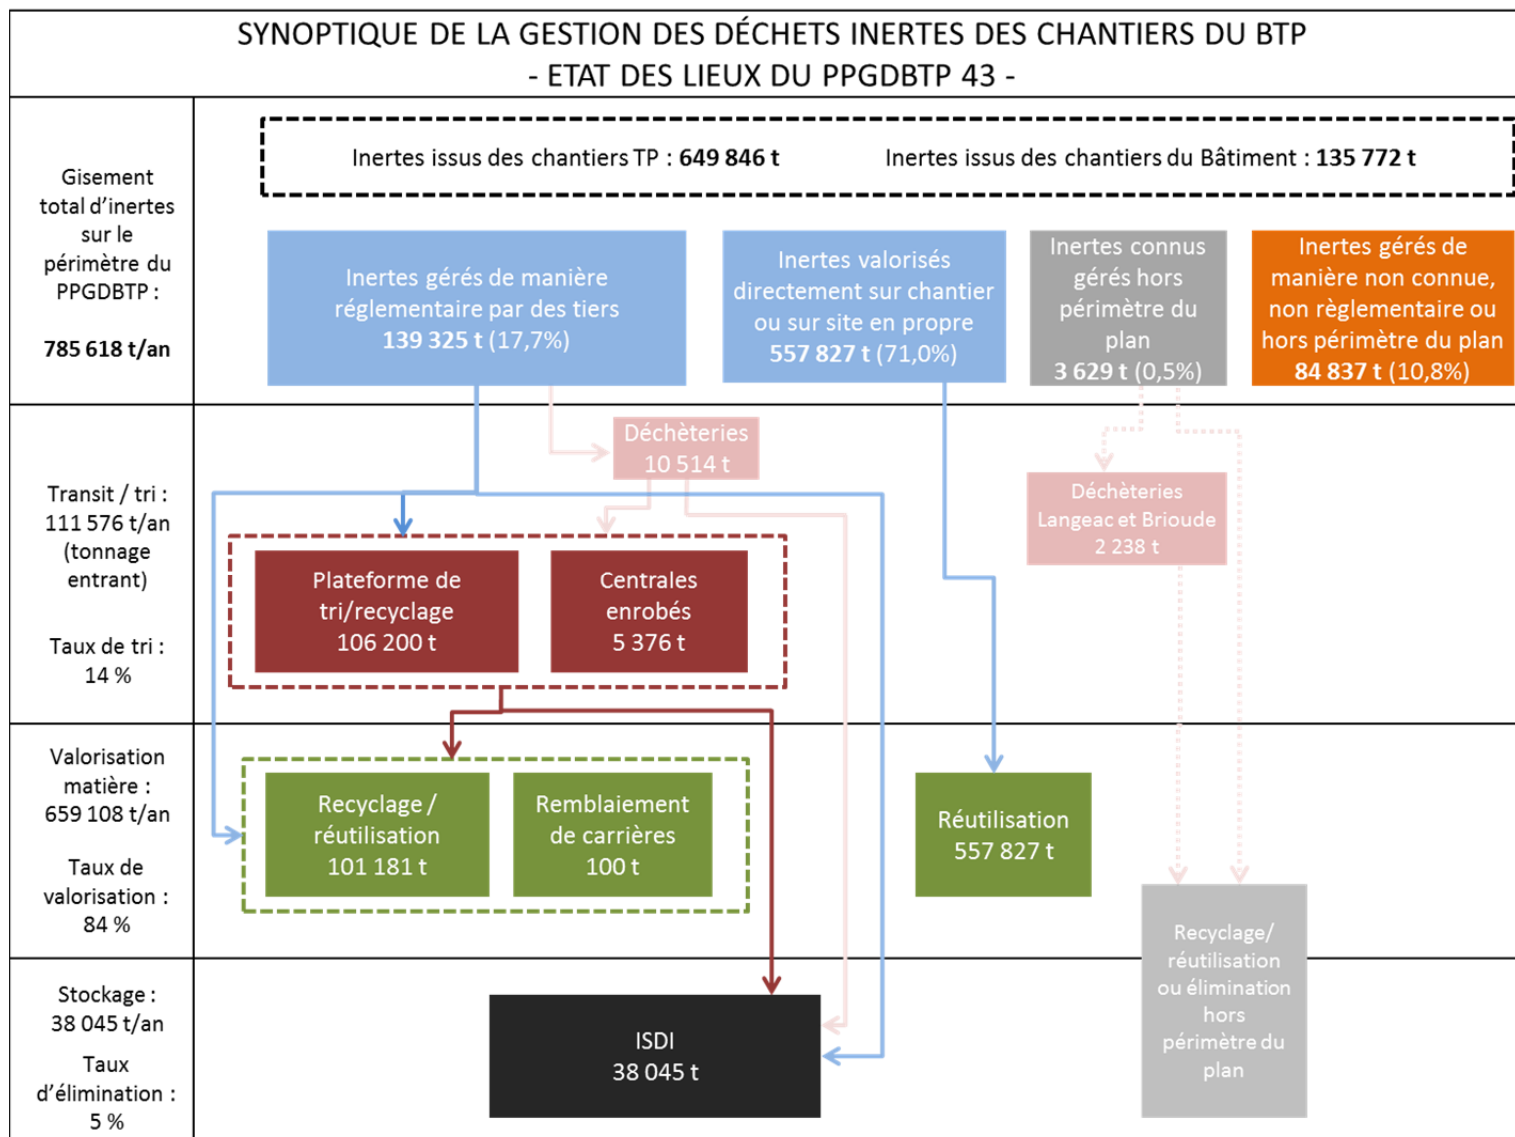 SYNOPTIQUE DE LA GESTION DES DÉCHETS INERTES DES CHANTIERS DU BTP
- ETAT DES LIEUX DU PPGDBTP 43 -
Gisement
total d’inertes
sur le
périmètre du
PPGDBTP :
785 618 t/an
Inertes issus des chantiers TP : 649 846 t
Inertes issus des chantiers du Bâtiment : 135 772 t
Inertes gérés de manière
réglementaire par des tiers
139 325 t (17,7%)
Inertes valorisés
directement sur chantier
ou sur site en propre
557 827 t (71,0%)
Inertes connus
gérés hors
périmètre du
plan
3 629 t (0,5%)
Inertes gérés de
manière non connue,
non règlementaire ou
hors périmètre du plan
84 837 t (10,8%)
Transit / tri :
111 576 t/an
(tonnage
entrant)
Taux de tri :
14 %
Déchèteries
10 514 t
Déchèteries
Langeac et Brioude
2 238 t
Plateforme de
tri/recyclage
106 200 t
Centrales
enrobés
5 376 t
Valorisation
matière :
659 108 t/an
Taux de
valorisation :
84 %
Recyclage /
réutilisation
101 181 t
Remblaiement
de carrières
100 t
Réutilisation
557 827 t
Recyclage/
réutilisation
ou élimination
hors
périmètre du
plan
Stockage :
38 045 t/an
Taux
d’élimination :
5 %
ISDI
38 045 t